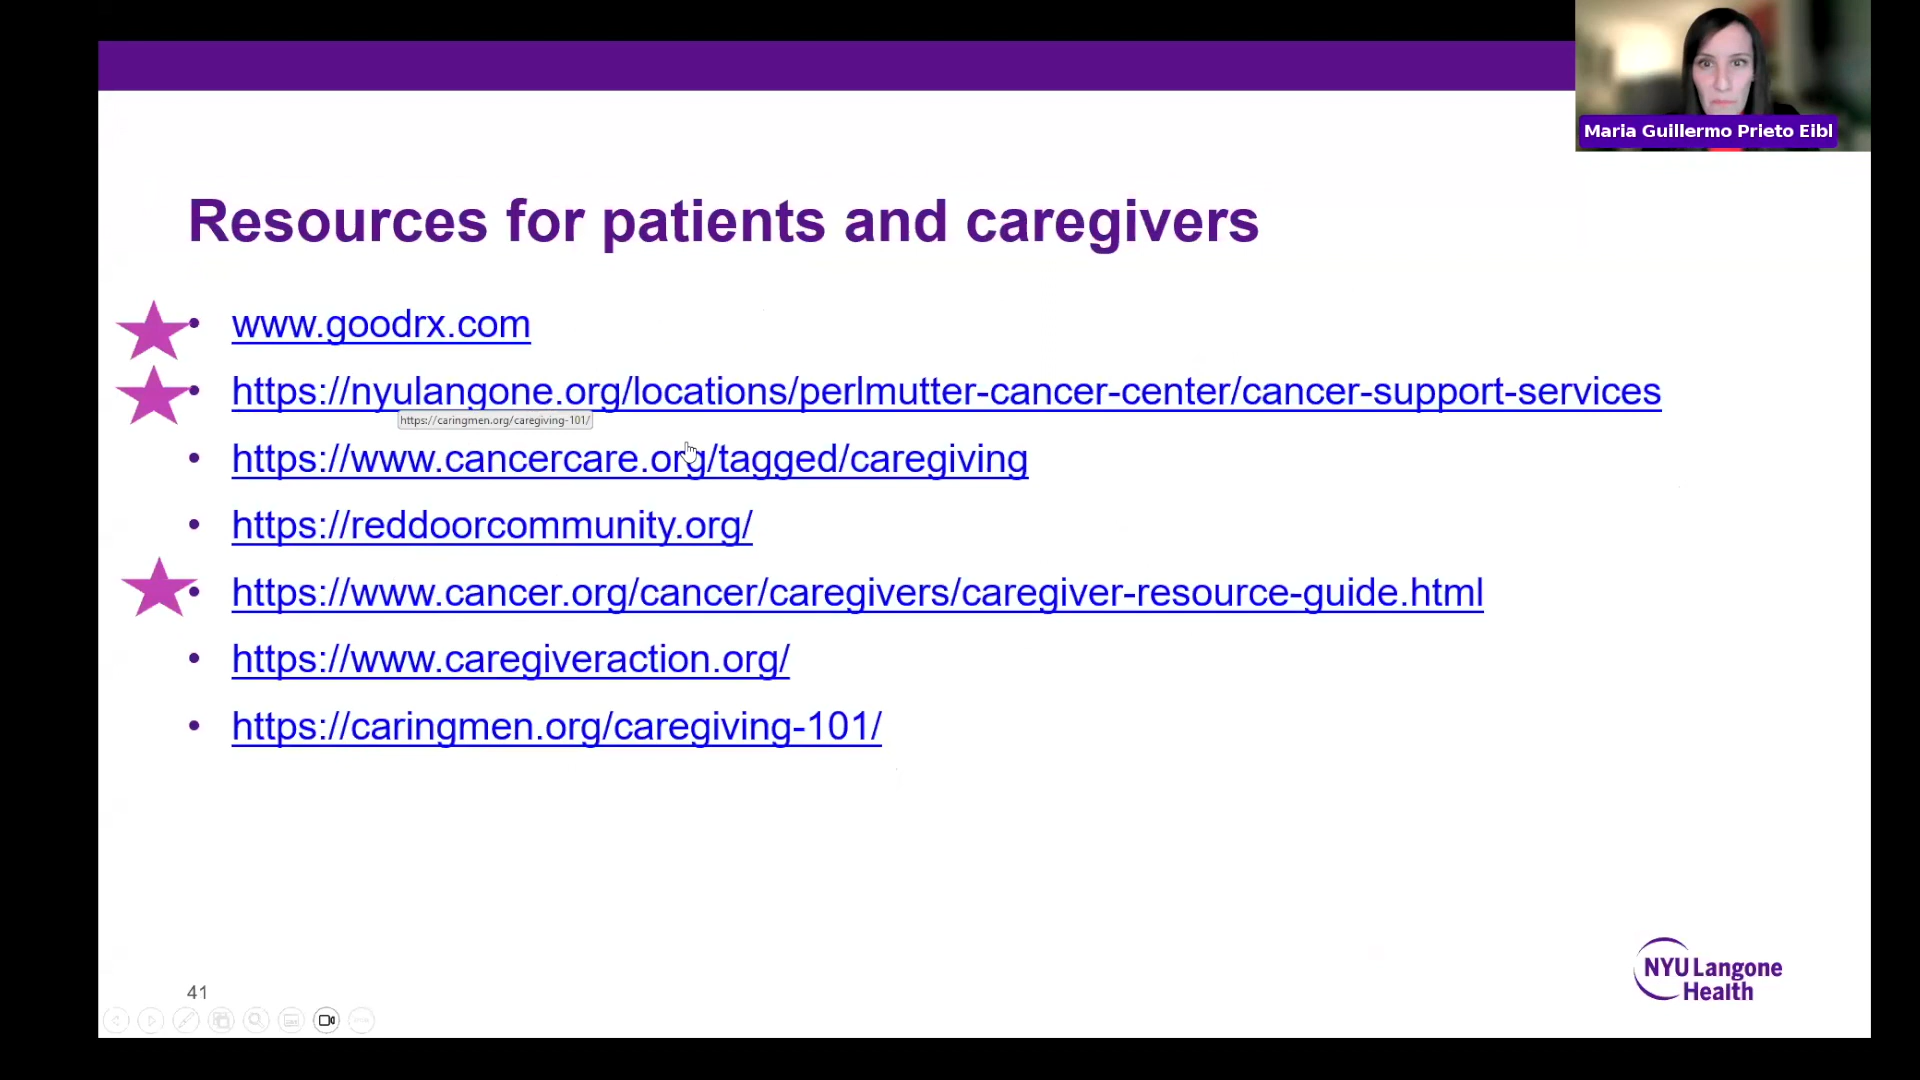 Maria Guillermo Prieto Eibl
Resources for patients and caregivers
• www.goodrx.com
• https://nyulangone.org/locations/perlmutter-cancer-center/cancer-support-services
https://caringmen.org/caregiving-101/
• https://www.cancercare.org/tagged/caregiving
• https://reddoorcommunity.org/
• https://www.cancer.org/cancer/caregivers/caregiver-resource-guide.html
• https://www.caregiveraction.org/
• https://caringmen.org/caregiving-101/
NYU Langone
Health
41